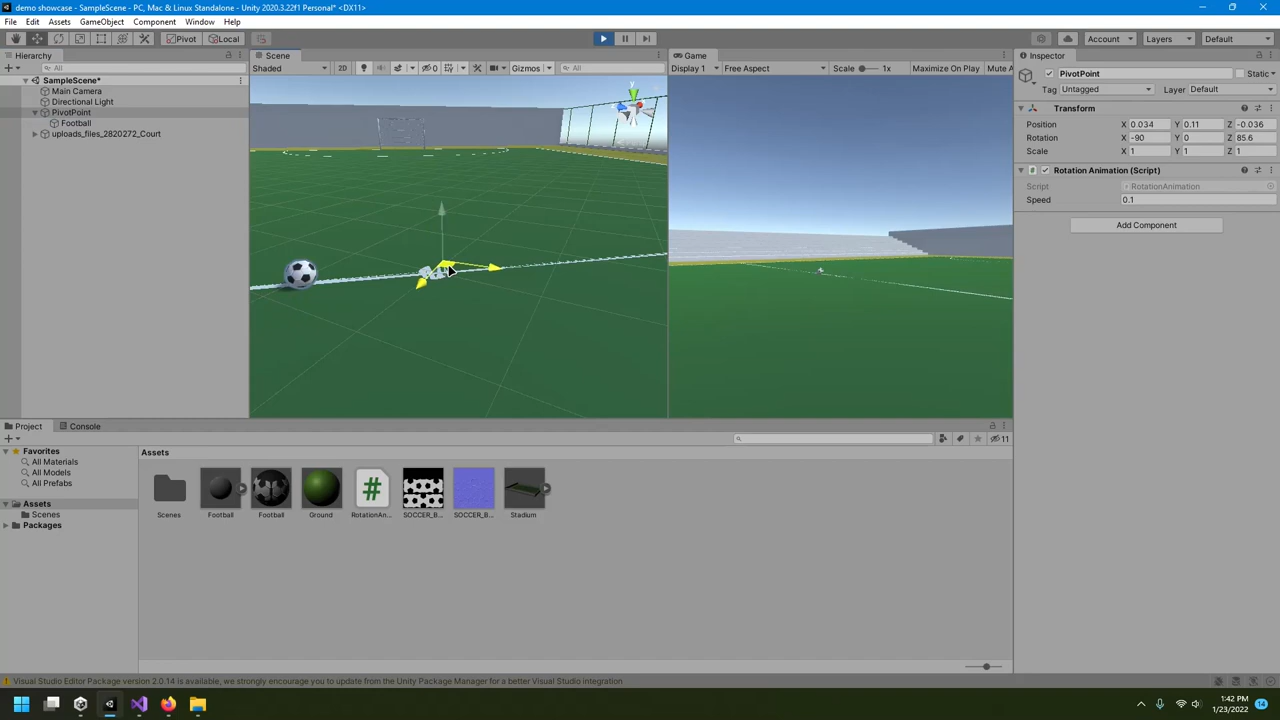 demo showcase - SampleScene - PC, Mac & Linux Standalone - Unity 2020.3.22f1 Personal* <DX11>
File Edit Assets GameObject Component Window Help
Pivot Local Account Layers Default
Hierarchy
All
SampleScene*
Main Camera
Directional Light
PivotPoint
Football
uploads_files_2820272_Court
Scene
Shaded 2D 0 Gizmos All
y
Game
Display 1 Free Aspect Scale 1x Maximize On Play Mute A
Inspector
PivotPoint Static
Tag Untagged Layer Default
Transform
Position X 0.034 Y 0.11 Z -0.036
Rotation X -90 Y 0 Z 85.6
Scale X 1 Y 1 Z 1
# Rotation Animation (Script)
Script RotationAnimation
Speed 0.1
Add Component
Project Console
11
Favorites
All Materials
All Models
All Prefabs
Assets
Scenes
Packages
Assets
Scenes Football Football Ground RotationAn... SOCCER_B... SOCCER_B... Stadium
#
Visual Studio Editor Package version 2.0.14 is available, we strongly encourage you to update from the Unity Package Manager for a better Visual Studio integration
1:42 PM
1/23/2022
14